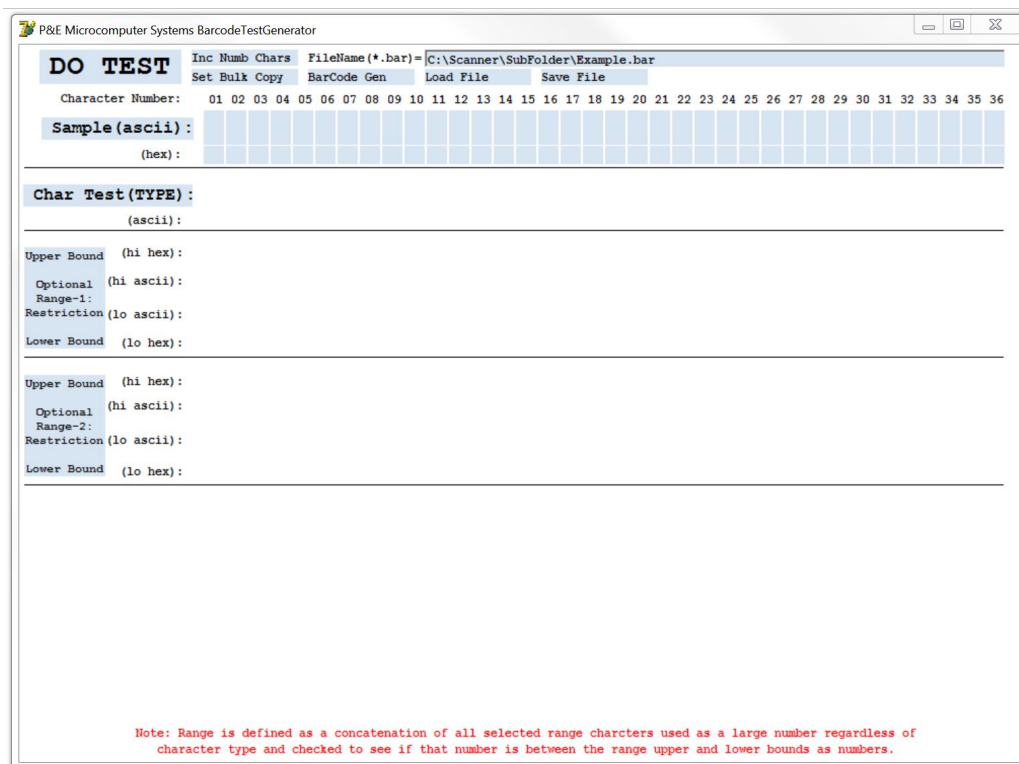 P&E Microcomputer Systems BarcodeTestGenerator
DO TEST
Inc Numb Chars FileName(*.bar)= C:\Scanner\SubFolder\Example.bar
Set Bulk Copy BarCode Gen Load File Save File
Character Number: 01 02 03 04 05 06 07 08 09 10 11 12 13 14 15 16 17 18 19 20 21 22 23 24 25 26 27 28 29 30 31 32 33 34 35 36
Sample(ascii):
(hex):
Char Test(TYPE):
(ascii):
Upper Bound (hi hex):
Optional (hi ascii):
Range-1:
Restriction (lo ascii):
Lower Bound (lo hex):
Upper Bound (hi hex):
Optional (hi ascii):
Range-2:
Restriction (lo ascii):
Lower Bound (lo hex):
Note: Range is defined as a concatenation of all selected range charcters used as a large number regardless of
character type and checked to see if that number is between the range upper and lower bounds as numbers.